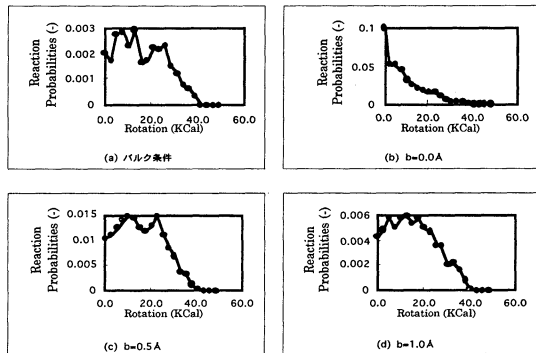 Reaction
Probabilities (-)
0.003
0.002
0.001
0
0.0
20.0
40.0
60.0
Rotation (KCal)
(a) バルク条件
Reaction
Probabilities (-)
0.1
0.05
0
0.0
20.0
40.0
60.0
Rotation (KCal)
(b) b=0.0Å
Reaction
Probabilities (-)
0.015
0.01
0.005
0
0.0
20.0
40.0
60.0
Rotation (KCal)
(c) b=0.5Å
Reaction
Probabilities (-)
0.006
0.004
0.002
0
0.0
20.0
40.0
60.0
Rotation (KCal)
(d) b=1.0Å